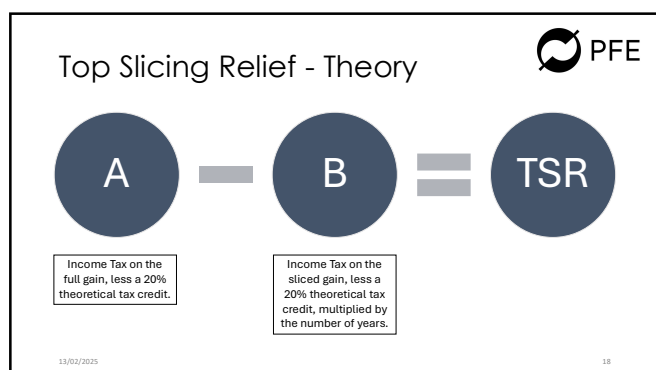 Top Slicing Relief - Theory
PFE
A
B
TSR
Income Tax on the
full gain, less a 20%
theoretical tax credit.
Income Tax on the
sliced gain, less a
20% theoretical tax
credit, multiplied by
the number of years.
13/02/2025
18